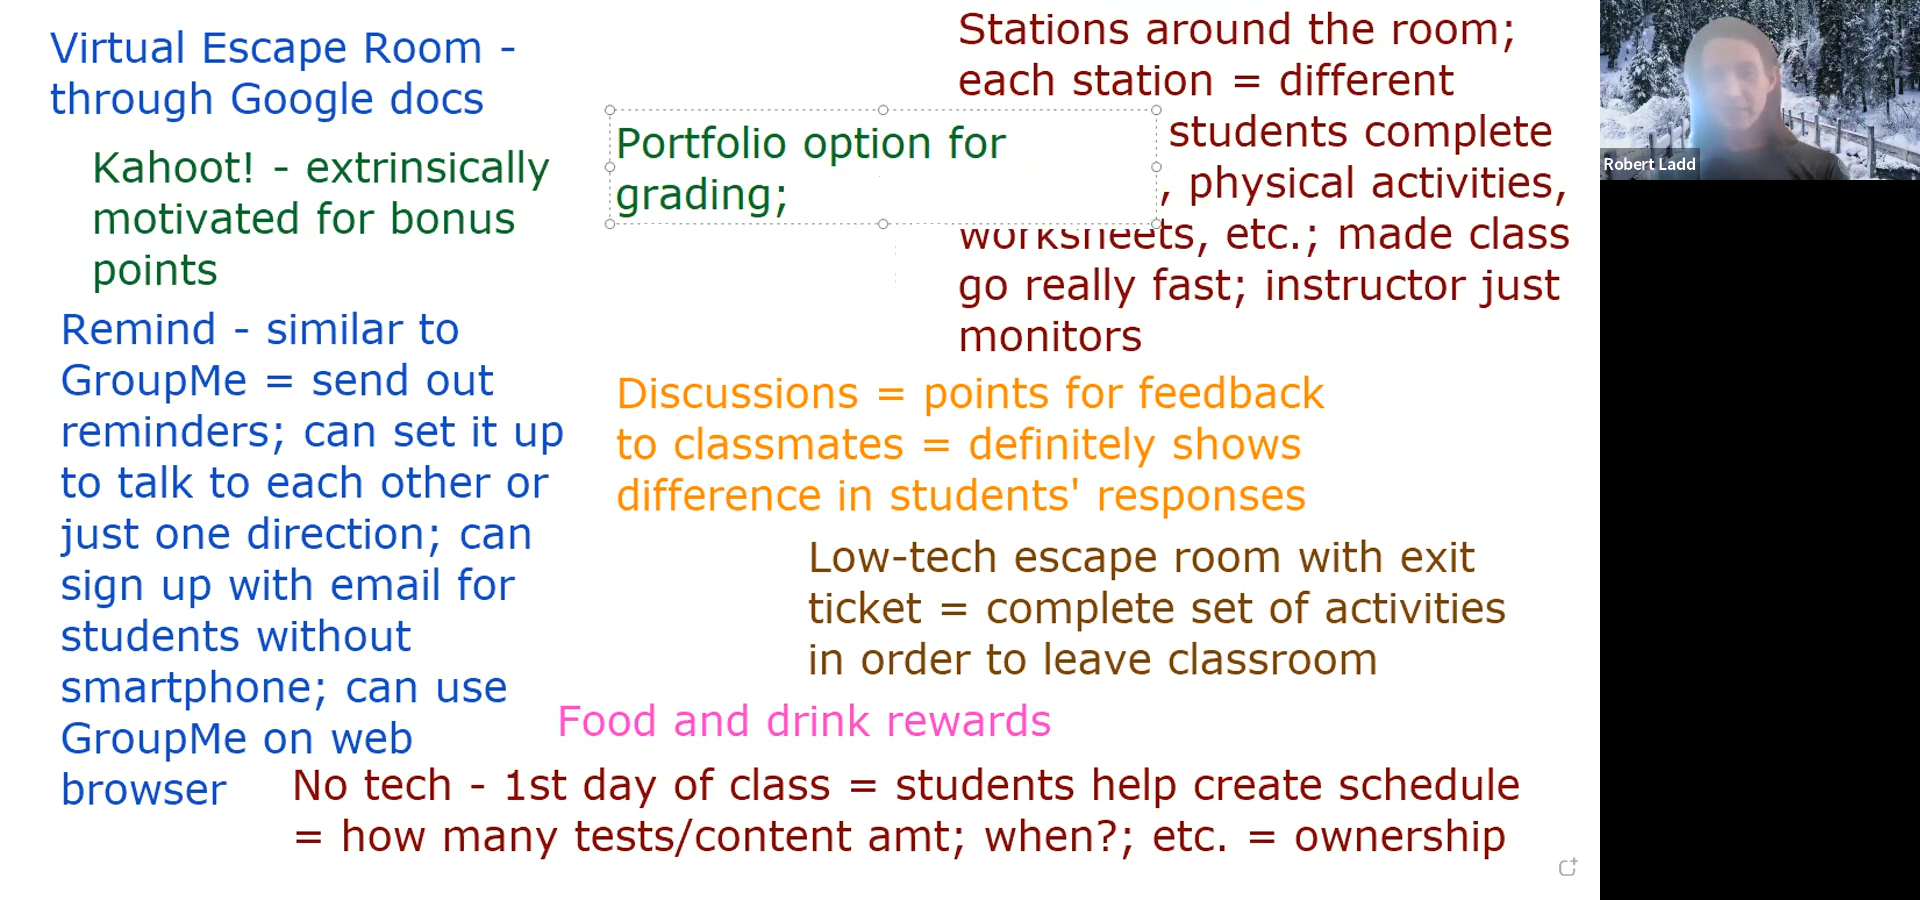 Virtual Escape Room -
through Google docs
Kahoot! - extrinsically
motivated for bonus
points
Remind - similar to
GroupMe = send out
reminders; can set it up
to talk to each other or
just one direction; can
sign up with email for
students without
smartphone; can use
GroupMe on web
browser
Portfolio option for
grading;
Stations around the room;
each station = different
students complete
, physical activities,
worksheets, etc.; made class
go really fast; instructor just
monitors
Discussions = points for feedback
to classmates = definitely shows
difference in students' responses
Low-tech escape room with exit
ticket = complete set of activities
in order to leave classroom
Food and drink rewards
No tech - 1st day of class = students help create schedule
= how many tests/content amt; when?; etc. = ownership
Robert Ladd